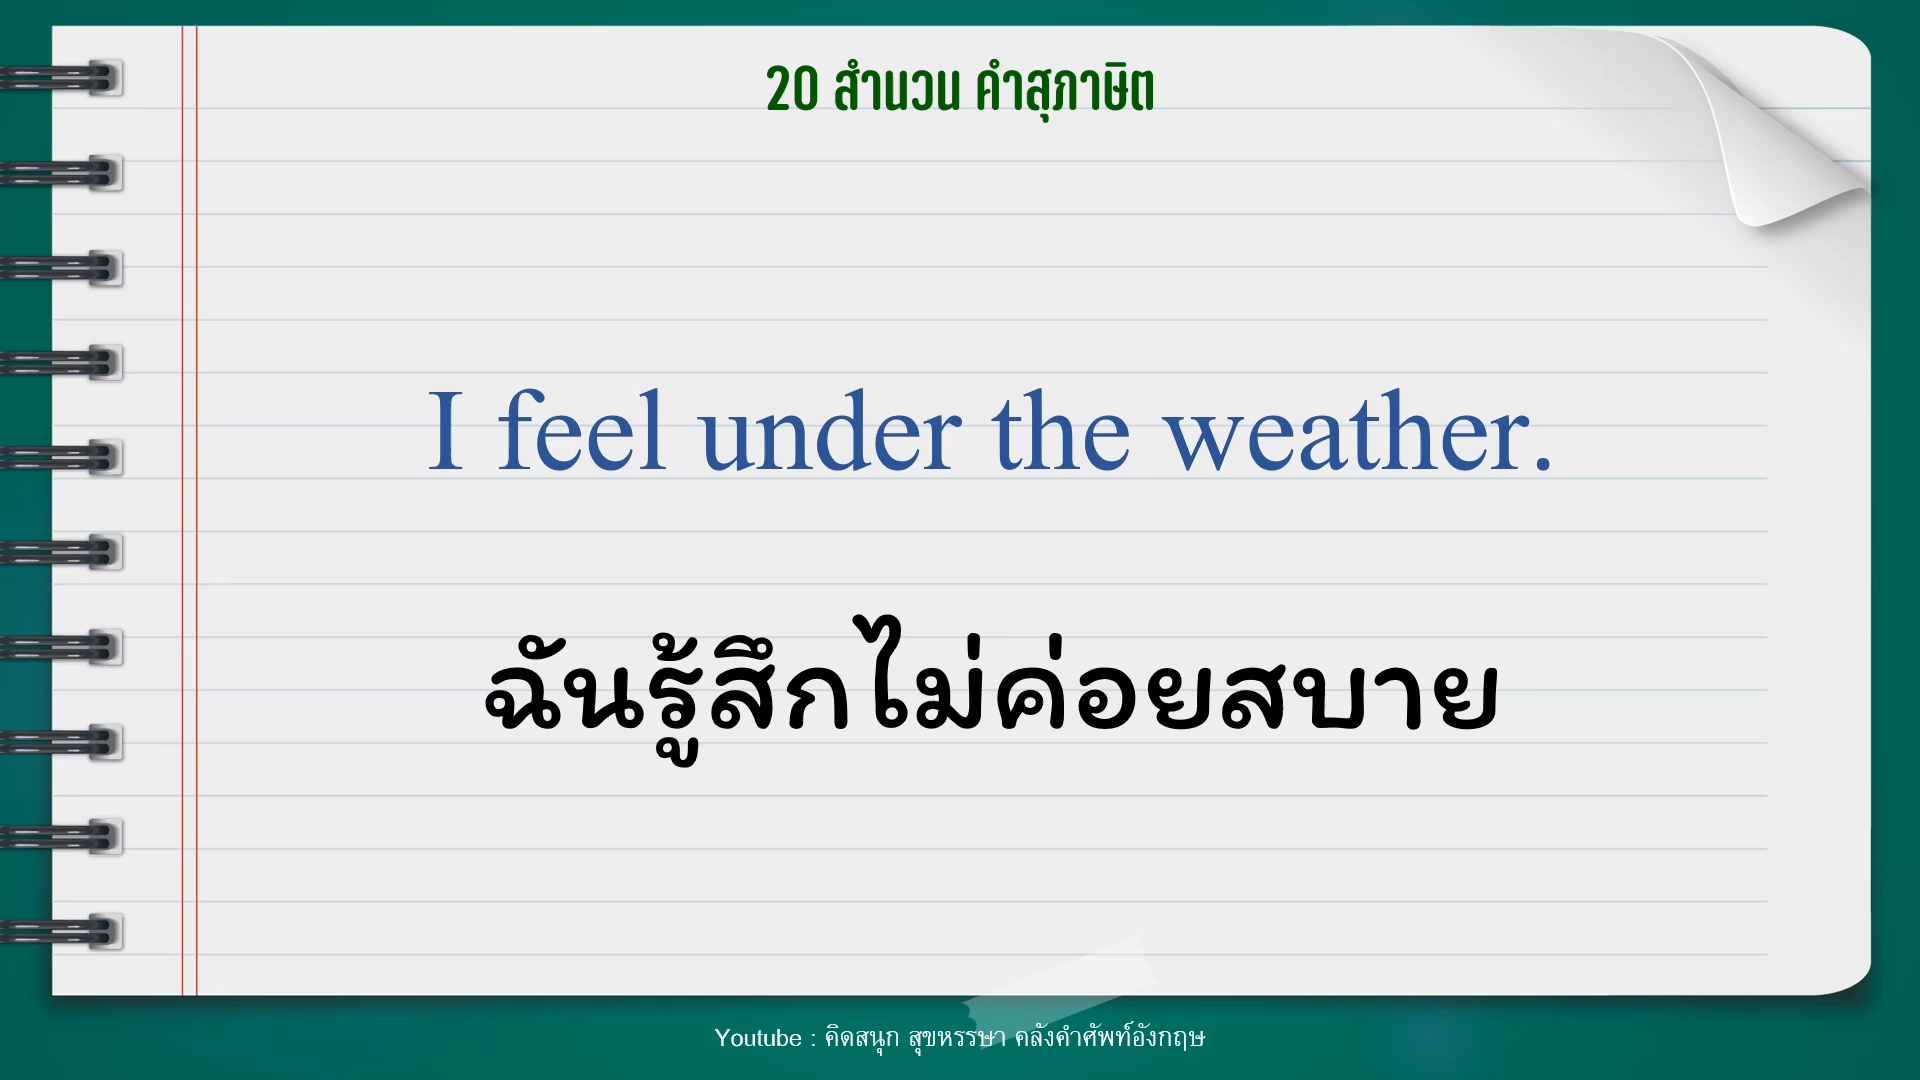 20 สำนวน คำสุภาษิต
I feel under the weather.
ฉันรู้สึกไม่ค่อยสบาย
Youtube : คิดสนุก สุขหรรษา คลังคำศัพท์อังกฤษ